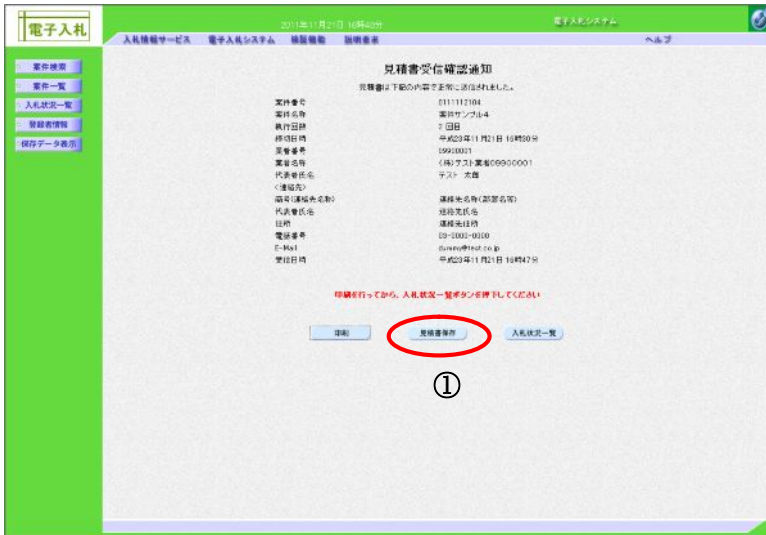 電子入札
2011年11月21日 16時48分
電子入札システム
入札情報サービス 電子入札システム 検証機能 説明要求 ヘルプ
案件検索
案件一覧
入札状況一覧
登録者情報
保存データ表示
見積書受信確認通知
見積書は下記の内容で正常に送信されました。
案件番号 0111112104
案件名称 案件サンプル4
執行回数 2 回目
締切日時 平成23年11月21日 16時50分
業者番号 09900001
業者名称 (株)テスト業者09900001
代表者氏名 テスト 太郎
<連絡先>
商号(連絡先名称) 連絡先名称(部署名等)
代表者氏名 連絡先氏名
住所 連絡先住所
電話番号 03-0000-0000
E-Mail dummy@test.co.jp
受信日時 平成23年11月21日 16時47分
印刷を行ってから、入札状況一覧ボタンを押下してください
印刷 見積書保存 入札状況一覧
①